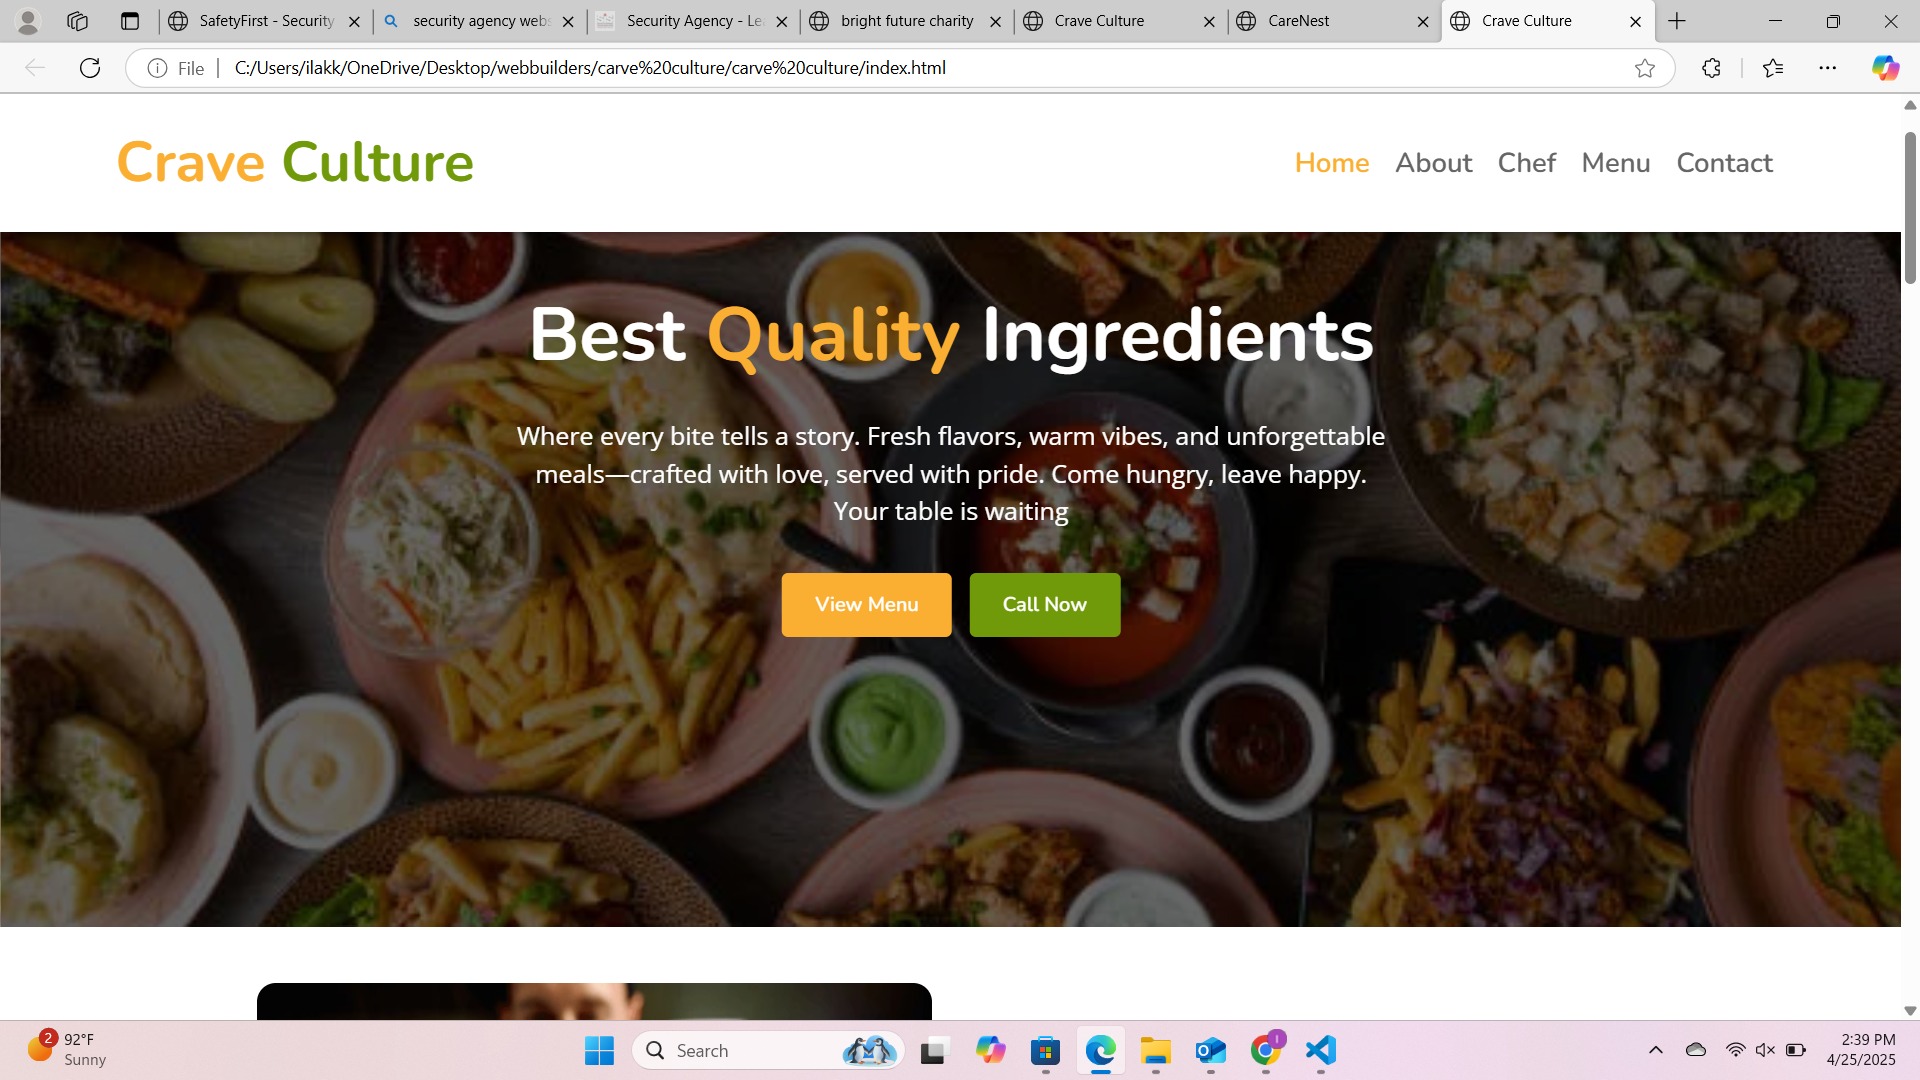 SafetyFirst - Security
security agency webs
Security Agency - Le
bright future charity
Crave Culture
CareNest
Crave Culture
File
C:/Users/ilakk/OneDrive/Desktop/webbuilders/carve%20culture/carve%20culture/index.html
Crave Culture
Home About Chef Menu Contact
Best Quality Ingredients
Where every bite tells a story. Fresh flavors, warm vibes, and unforgettable
meals—crafted with love, served with pride. Come hungry, leave happy.
Your table is waiting
View Menu
Call Now
2
92°F
Sunny
Search
I
2:39 PM
4/25/2025